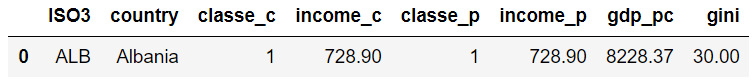 ISO3 country classe_c income_c classe_p income_p gdp_pc gini
0 ALB Albania 1 728.90 1 728.90 8228.37 30.00